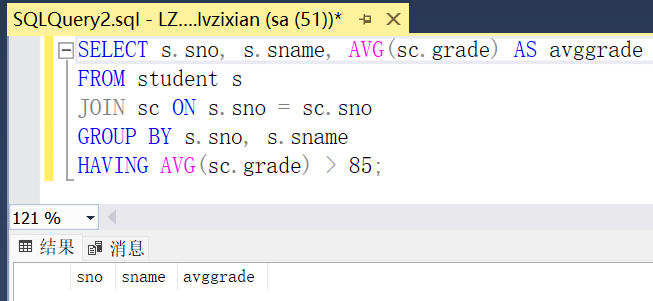 SQLQuery2.sql - LZ....lvzixian (sa (51))*
SELECT s.sno, s.sname, AVG(sc.grade) AS avggrade
FROM student s
JOIN sc ON s.sno = sc.sno
GROUP BY s.sno, s.sname
HAVING AVG(sc.grade) > 85;
121 %
结果 消息
sno sname avggrade